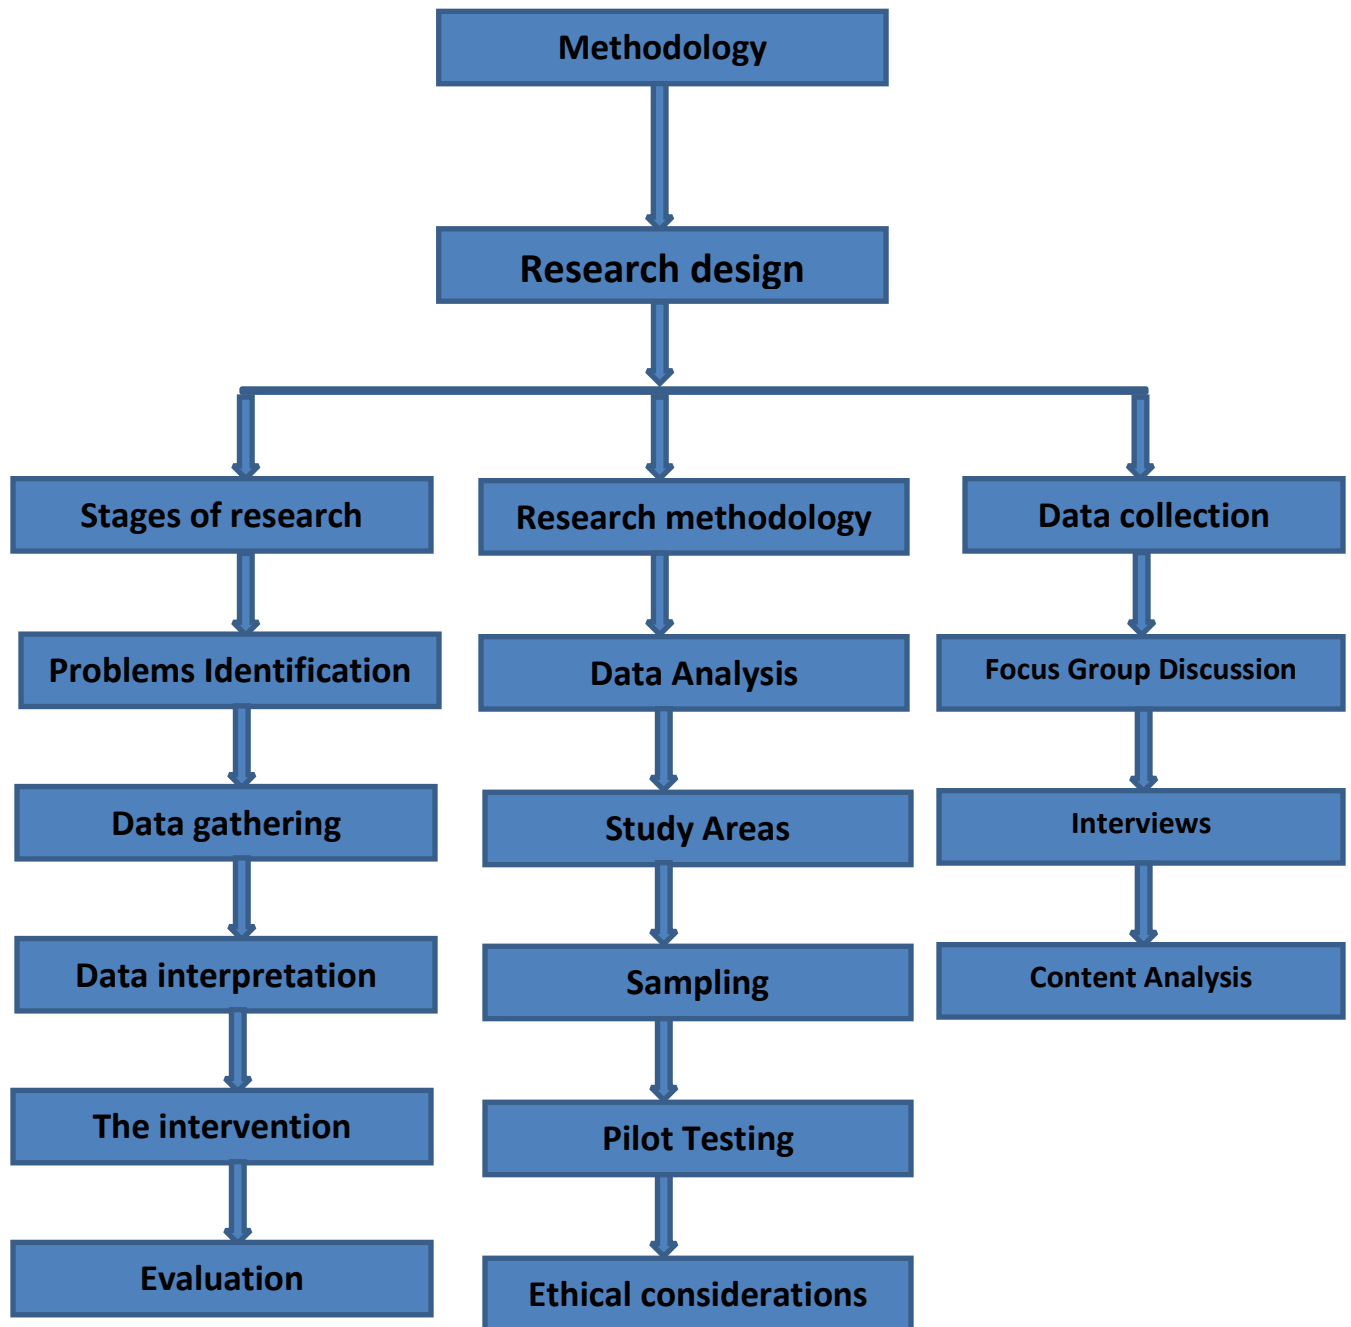 Methodology
Research design
Stages of research
Research methodology
Data collection
Problems Identification
Data Analysis
Focus Group Discussion
Data gathering
Study Areas
Interviews
Data interpretation
Sampling
Content Analysis
The intervention
Pilot Testing
Evaluation
Ethical considerations